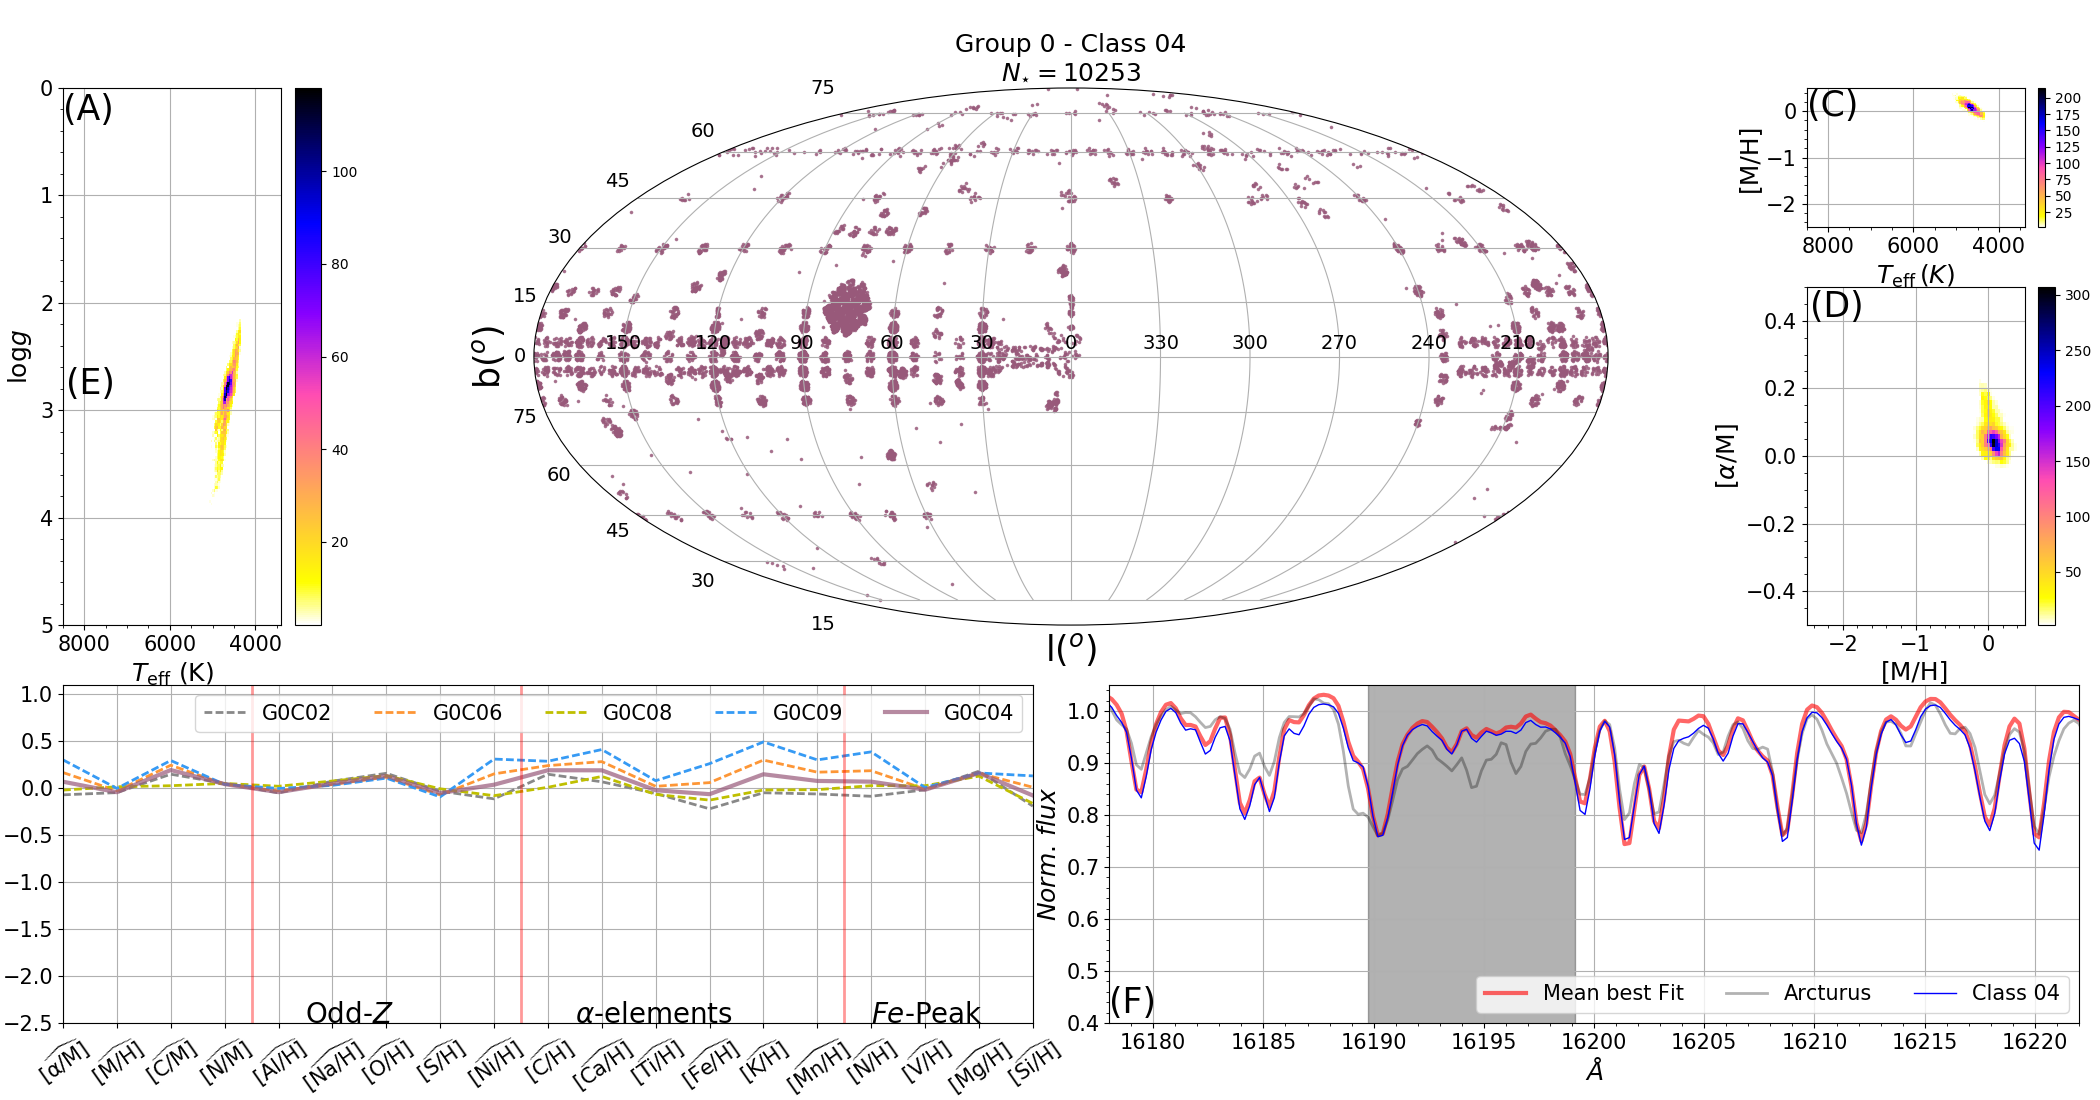 Group 0 - Class 04
N⋆ = 10253
(A)
0
1
2
3
4
5
log g
(E)
8000 6000 4000
T_eff (K)
100
80
60
40
20
75
60
45
30
15
0
75
60
45
30
15
b(°)
150 120 90 60 30 0 330 300 270 240 210
l(°)
(C)
0
−1
−2
[M/H]
8000 6000 4000
T_eff (K)
200
175
150
125
100
75
50
25
(D)
0.4
0.2
0.0
−0.2
−0.4
[α/M]
−2 −1 0
[M/H]
300
250
200
150
100
50
1.0
0.5
0.0
−0.5
−1.0
−1.5
−2.0
−2.5
G0C02 G0C06 G0C08 G0C09 G0C04
Odd-Z α-elements Fe-Peak
[α/M] [M/H] [C/M] [N/M] [Al/H] [Na/H] [O/H] [S/H] [Ni/H] [C/H] [Ca/H] [Ti/H] [Fe/H] [K/H] [Mn/H] [N/H] [V/H] [Mg/H] [Si/H]
1.0
0.9
0.8
0.7
0.6
0.5
0.4
Norm. flux
(F)
Mean best Fit Arcturus Class 04
16180 16185 16190 16195 16200 16205 16210 16215 16220
Å